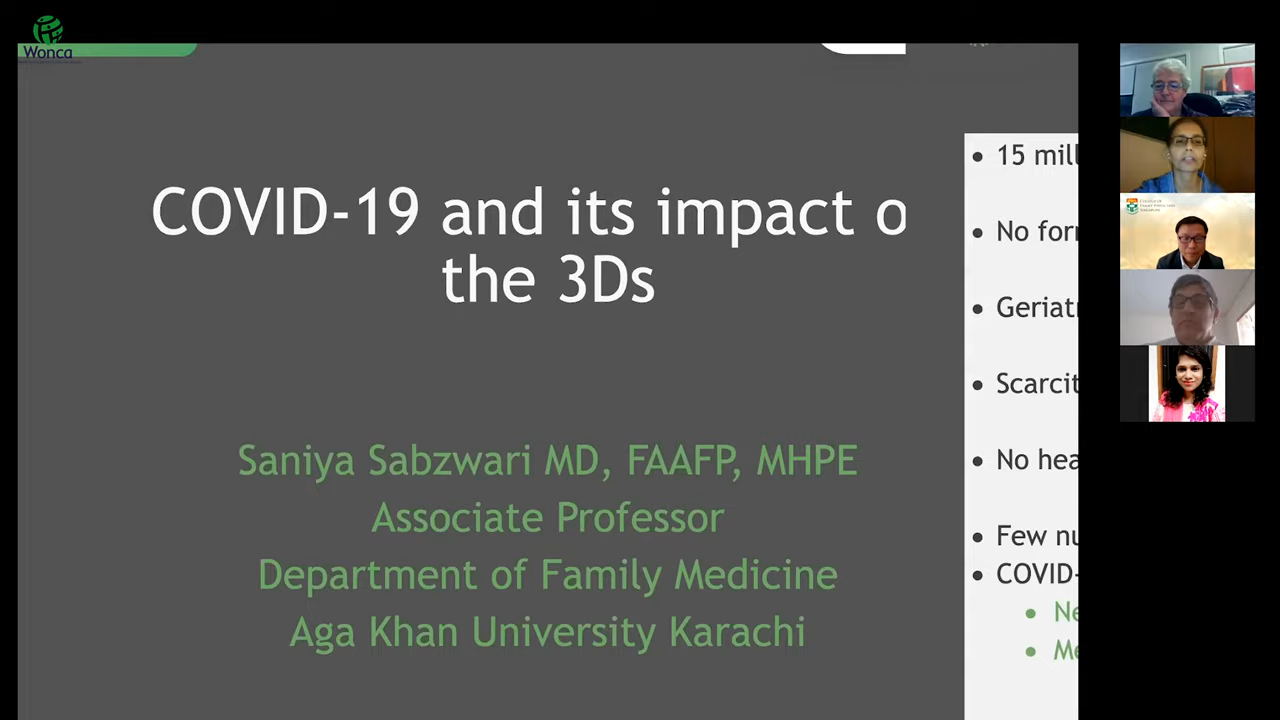 Wonca
COVID-19 and its impact o
the 3Ds
Saniya Sabzwari MD, FAAFP, MHPE
Associate Professor
Department of Family Medicine
Aga Khan University Karachi
• 15 mill
• No for
• Geriat
• Scarcit
• No hea
• Few nu
• COVID-
• Ne
• Me